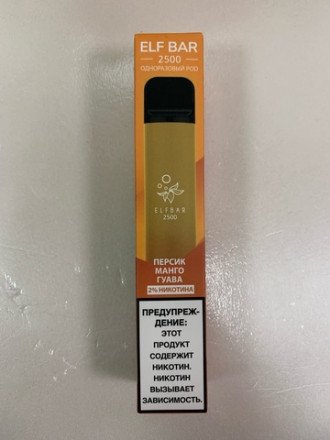 ELF BAR
2500
ОДНОРАЗОВЫЙ POD
ELFBAR
2500
ПЕРСИК
МАНГО
ГУАВА
2% НИКОТИНА
ПРЕДУПРЕЖ-
ДЕНИЕ:
ЭТОТ
ПРОДУКТ
СОДЕРЖИТ
НИКОТИН.
НИКОТИН
ВЫЗЫВАЕТ
ЗАВИСИМОСТЬ.